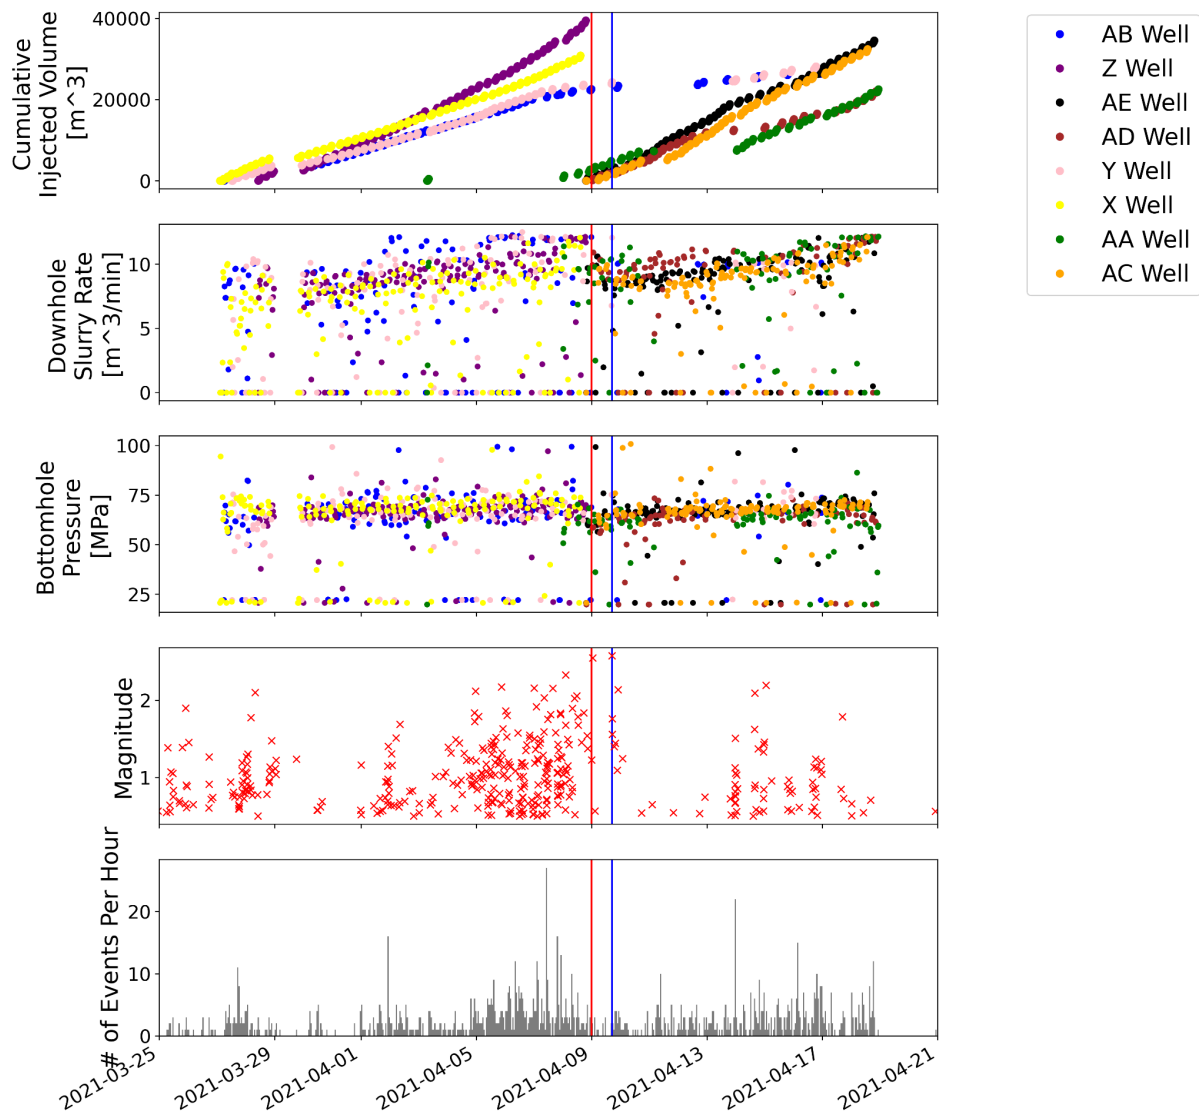 Cumulative
Injected Volume
[m^3]
40000
20000
0
AB Well
Z Well
AE Well
AD Well
Y Well
X Well
AA Well
AC Well
Downhole
Slurry Rate
[m^3/min]
10
5
0
Bottomhole
Pressure
[MPa]
100
75
50
25
Magnitude
2
1
# of Events Per Hour
20
10
0
2021-03-25
2021-03-29
2021-04-01
2021-04-05
2021-04-09
2021-04-13
2021-04-17
2021-04-21